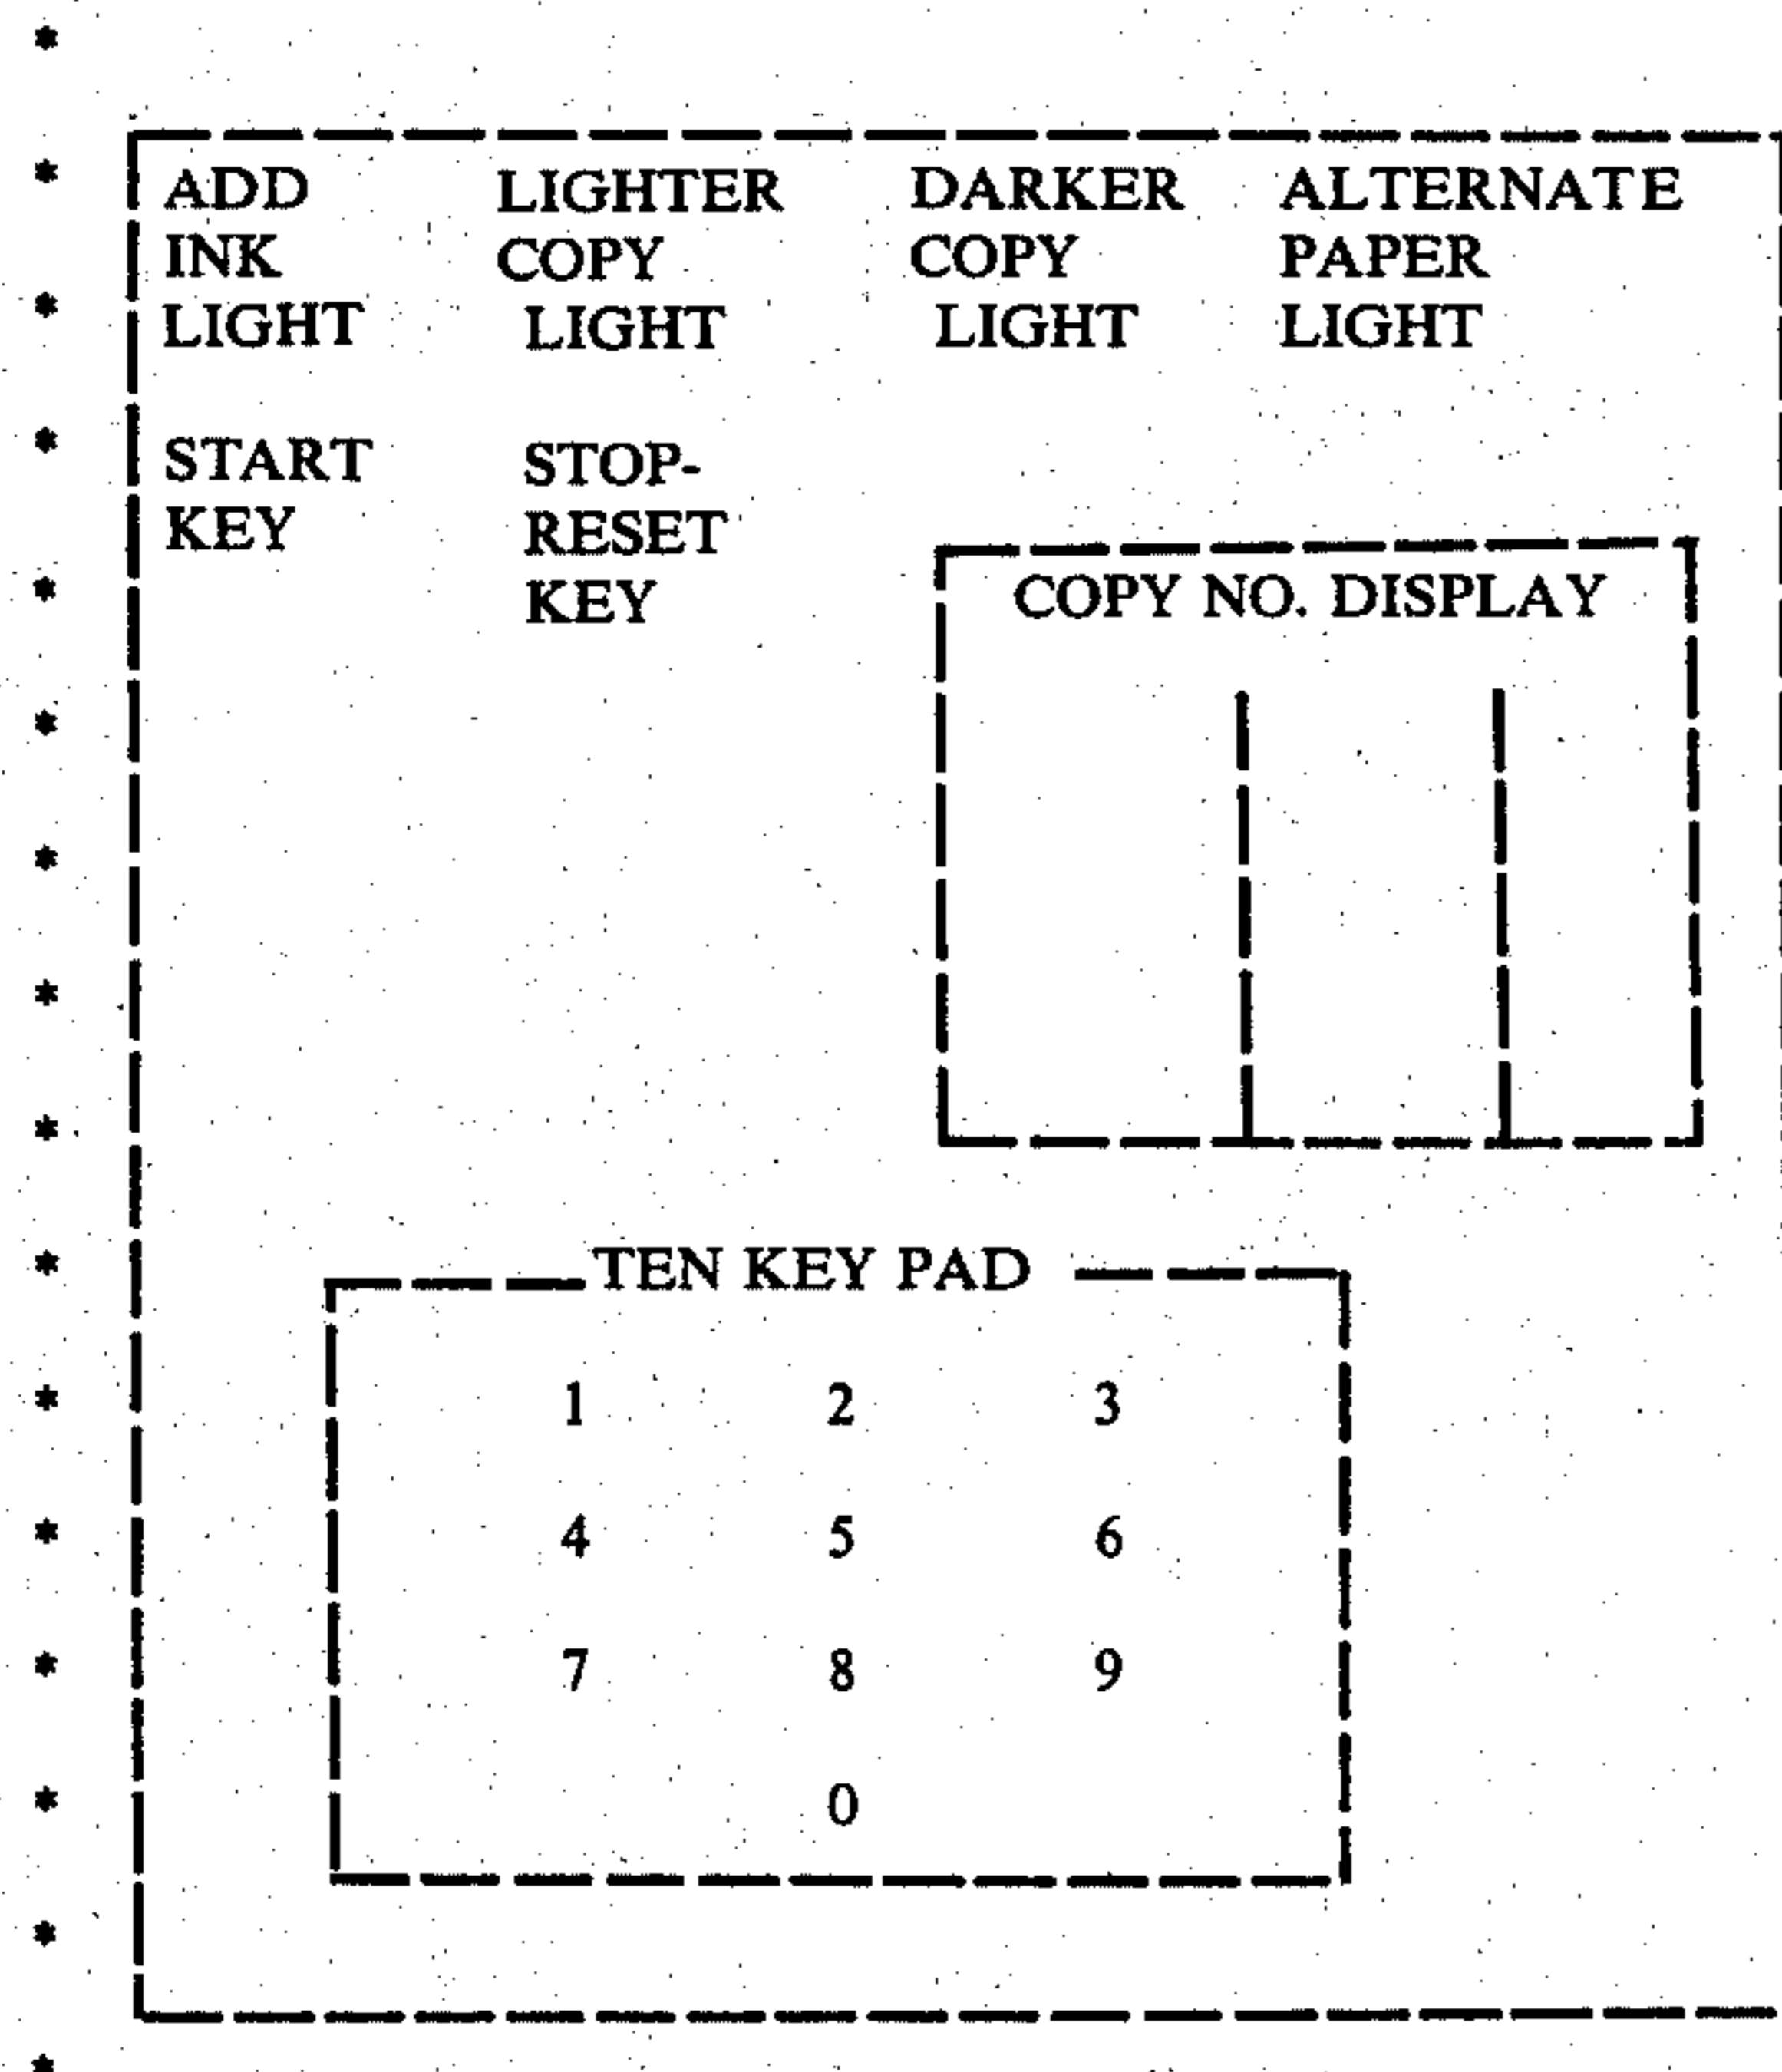 *
*
ADD LIGHTER DARKER ALTERNATE
INK COPY COPY PAPER
* LIGHT LIGHT LIGHT LIGHT
* START STOP-
KEY RESET
* KEY COPY NO. DISPLAY
*
*
*
*
* TEN KEY PAD
* 1 2 3
* 4 5 6
* 7 8 9
* 0
*
*